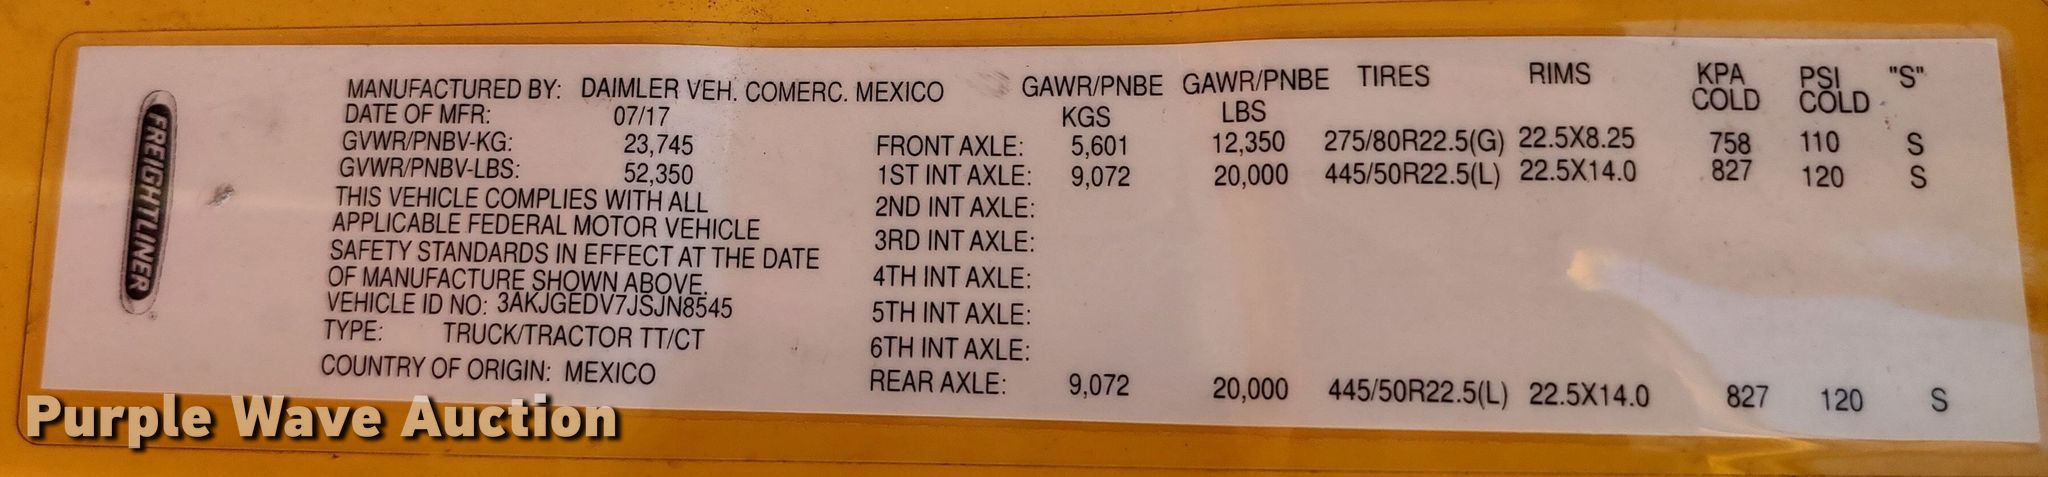 FREIGHTLINER
MANUFACTURED BY: DAIMLER VEH. COMERC. MEXICO
DATE OF MFR: 07/17
GVWR/PNBV-KG: 23,745
GVWR/PNBV-LBS: 52,350
THIS VEHICLE COMPLIES WITH ALL
APPLICABLE FEDERAL MOTOR VEHICLE
SAFETY STANDARDS IN EFFECT AT THE DATE
OF MANUFACTURE SHOWN ABOVE.
VEHICLE ID NO: 3AKJGEDV7JSJN8545
TYPE: TRUCK/TRACTOR TT/CT
COUNTRY OF ORIGIN: MEXICO
GAWR/PNBE GAWR/PNBE TIRES RIMS KPA PSI "S"
KGS LBS COLD COLD
FRONT AXLE: 5,601 12,350 275/80R22.5(G) 22.5X8.25 758 110 S
1ST INT AXLE: 9,072 20,000 445/50R22.5(L) 22.5X14.0 827 120 S
2ND INT AXLE:
3RD INT AXLE:
4TH INT AXLE:
5TH INT AXLE:
6TH INT AXLE:
REAR AXLE: 9,072 20,000 445/50R22.5(L) 22.5X14.0 827 120 S
Purple Wave Auction